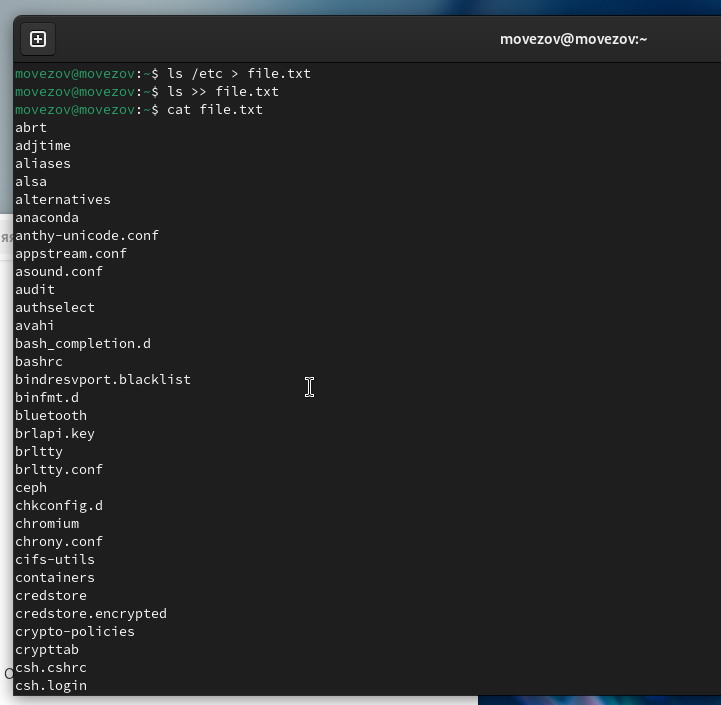 movezov@movezov:~
movezov@movezov:~$ ls /etc > file.txt
movezov@movezov:~$ ls >> file.txt
movezov@movezov:~$ cat file.txt
abrt
adjtime
aliases
alsa
alternatives
anaconda
anthy-unicode.conf
appstream.conf
asound.conf
audit
authselect
avahi
bash_completion.d
bashrc
bindresvport.blacklist
binfmt.d
bluetooth
brlapi.key
brltty
brltty.conf
ceph
chkconfig.d
chromium
chrony.conf
cifs-utils
containers
credstore
credstore.encrypted
crypto-policies
crypttab
csh.cshrc
csh.login